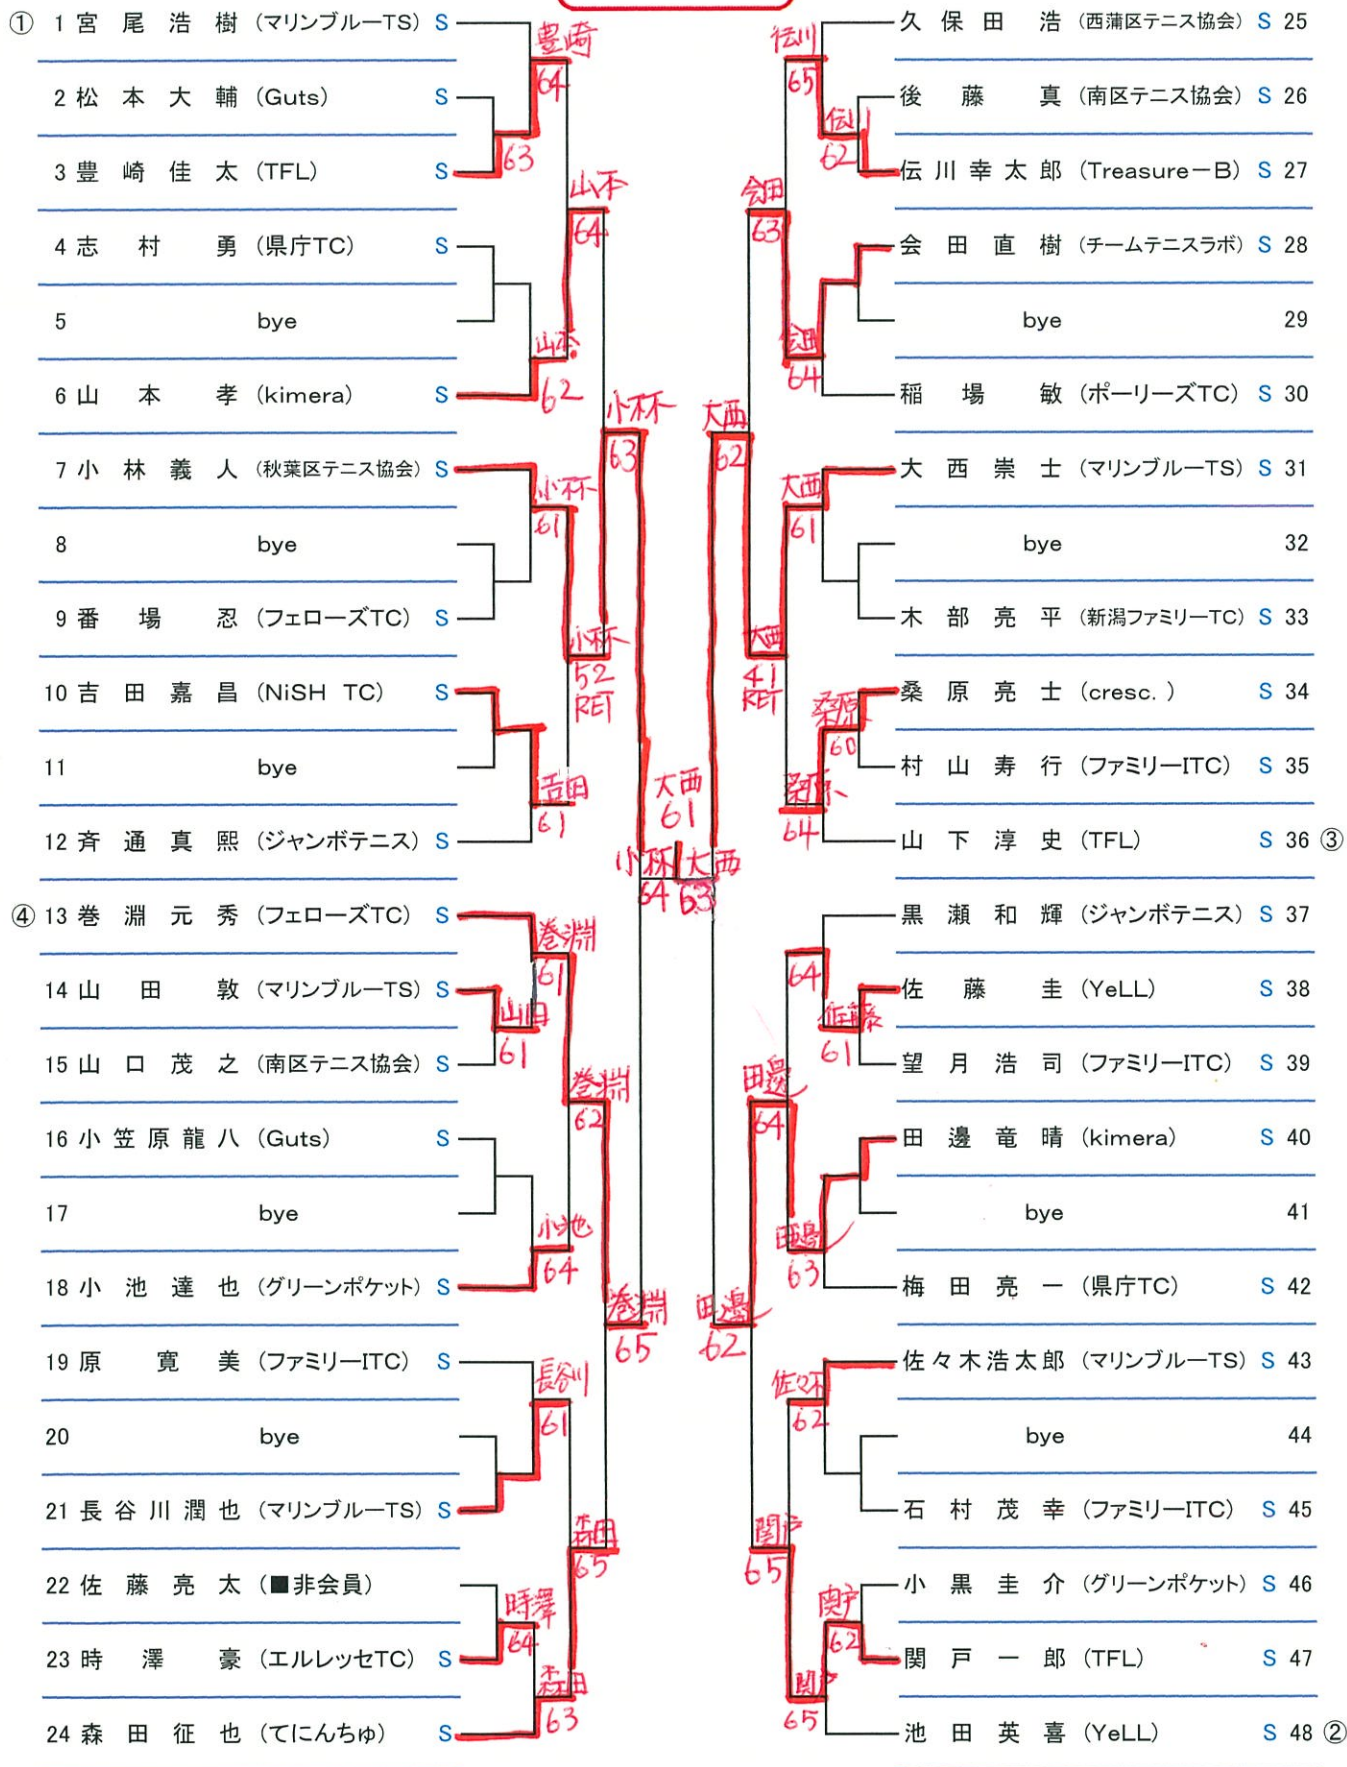 ① 1 宮尾浩樹 (マリンブルーTS) S
2 松本大輔 (Guts) S
3 豊崎佳太 (TFL) S
4 志村勇 (県庁TC) S
5 bye
6 山本孝 (kimera) S
7 小林義人 (秋葉区テニス協会) S
8 bye
9 番場忍 (フェローズTC) S
10 吉田嘉昌 (NiSH TC) S
11 bye
12 斉通真熙 (ジャンボテニス) S
④ 13 巻淵元秀 (フェローズTC) S
14 山田敦 (マリンブルーTS) S
15 山口茂之 (南区テニス協会) S
16 小笠原龍八 (Guts) S
17 bye
18 小池達也 (グリーンポケット) S
19 原寛美 (ファミリーITC) S
20 bye
21 長谷川潤也 (マリンブルーTS) S
22 佐藤亮太 (■非会員)
23 時澤豪 (エルレッセTC) S
24 森田征也 (てにんちゅ) S
豊崎
64
63
山本
64
山本
62
小林
63
小林
61
小林
52
RET
吉田
61
巻淵
61
山田
61
巻淵
62
小池
64
巻淵
65
長谷川
61
森田
65
時澤
64
森田
63
大西
61
小林 大西
64 63
伝川
65
伝川
62
会田
63
会田
64
大西
62
大西
61
大西
41
RET
桑原
60
桑原
64
64
佐藤
61
田邊
64
田邊
63
田邊
62
佐々木
62
関戸
65
関戸
62
関戸
65
久保田浩 (西蒲区テニス協会) S 25
後藤真 (南区テニス協会) S 26
伝川幸太郎 (Treasure－B) S 27
会田直樹 (チームテニスラボ) S 28
bye 29
稲場敏 (ポーリーズTC) S 30
大西崇士 (マリンブルーTS) S 31
bye 32
木部亮平 (新潟ファミリーTC) S 33
桑原亮士 (cresc.) S 34
村山寿行 (ファミリーITC) S 35
山下淳史 (TFL) S 36 ③
黒瀬和輝 (ジャンボテニス) S 37
佐藤圭 (YeLL) S 38
望月浩司 (ファミリーITC) S 39
田邊竜晴 (kimera) S 40
bye 41
梅田亮一 (県庁TC) S 42
佐々木浩太郎 (マリンブルーTS) S 43
bye 44
石村茂幸 (ファミリーITC) S 45
小黒圭介 (グリーンポケット) S 46
関戸一郎 (TFL) S 47
池田英喜 (YeLL) S 48 ②